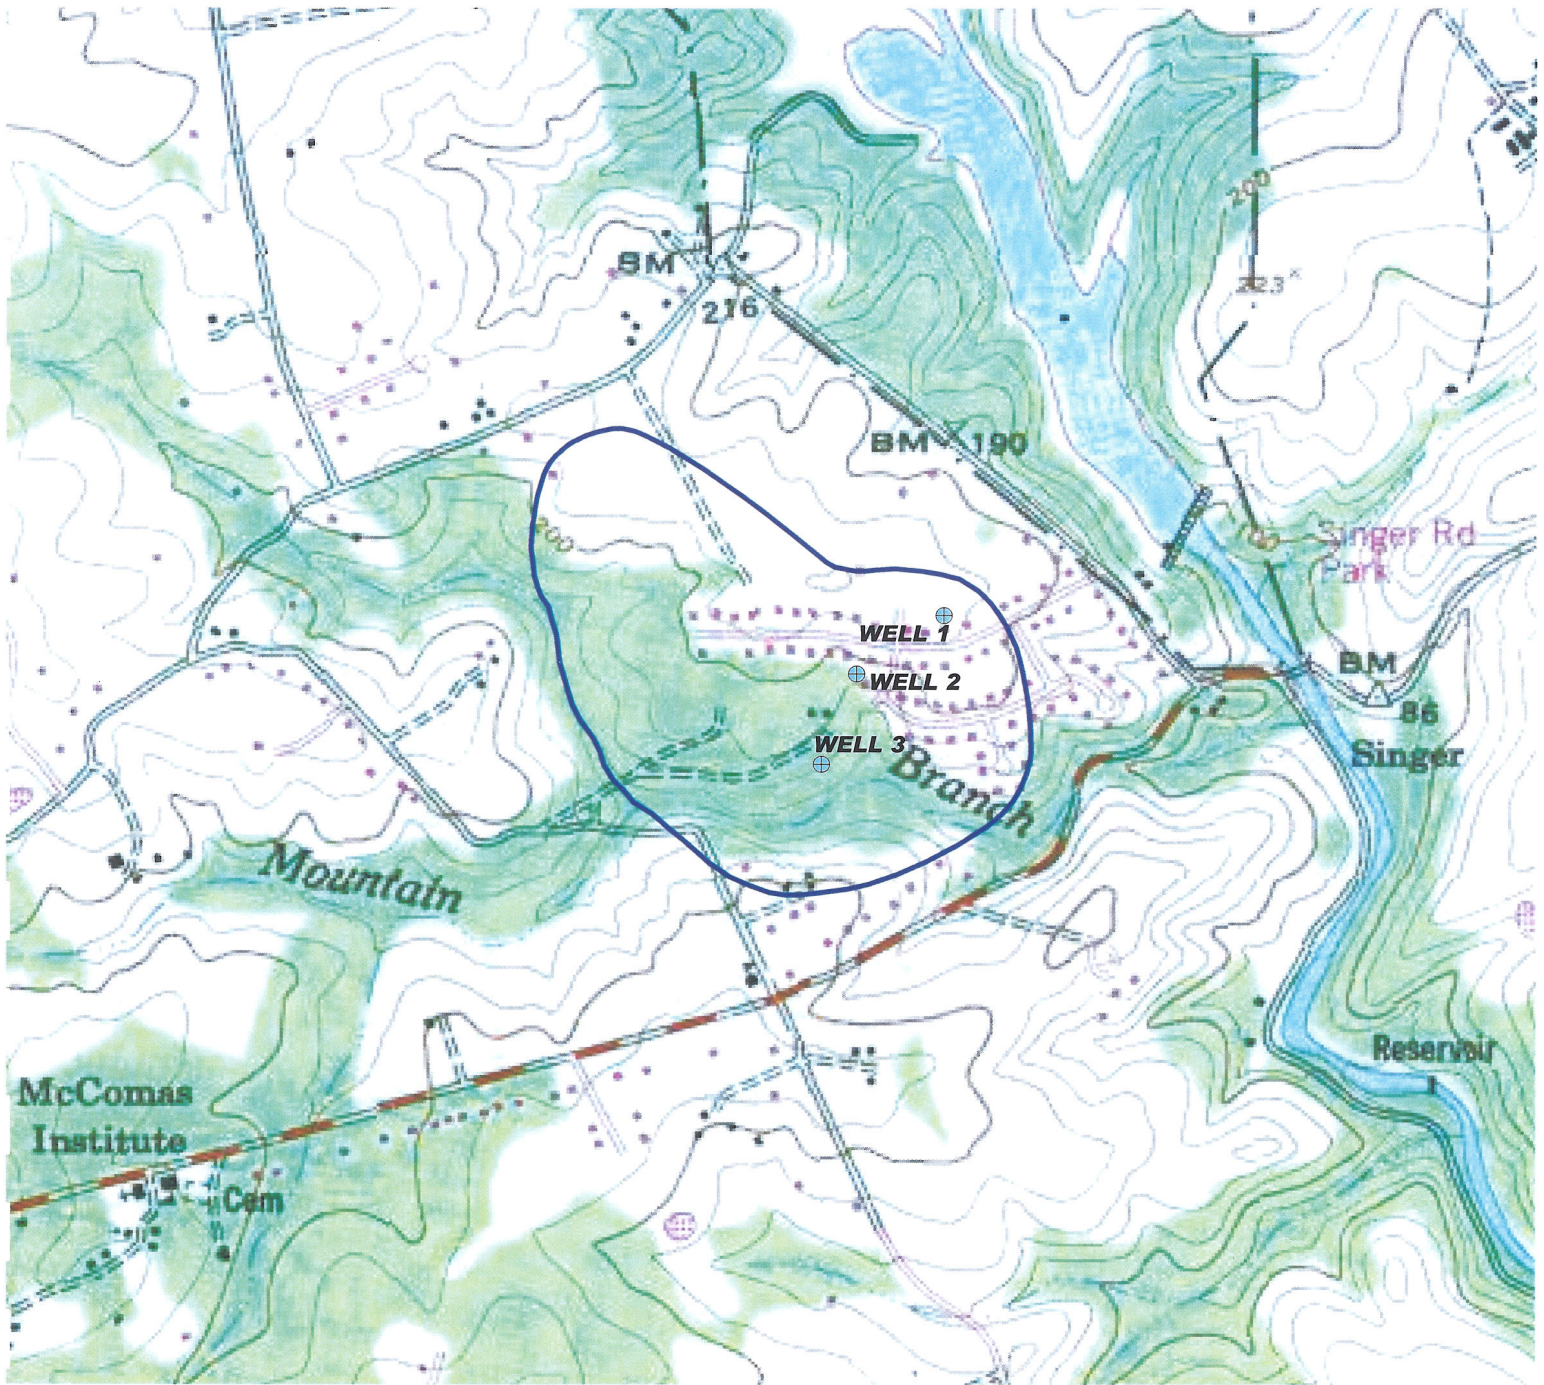 200
BM
216
223
BM 190
Singer Rd
Park
200
WELL 1
BM
WELL 2
86
WELL 3
Singer
Branch
Mountain
Reservoir
McComas
Institute
Cem